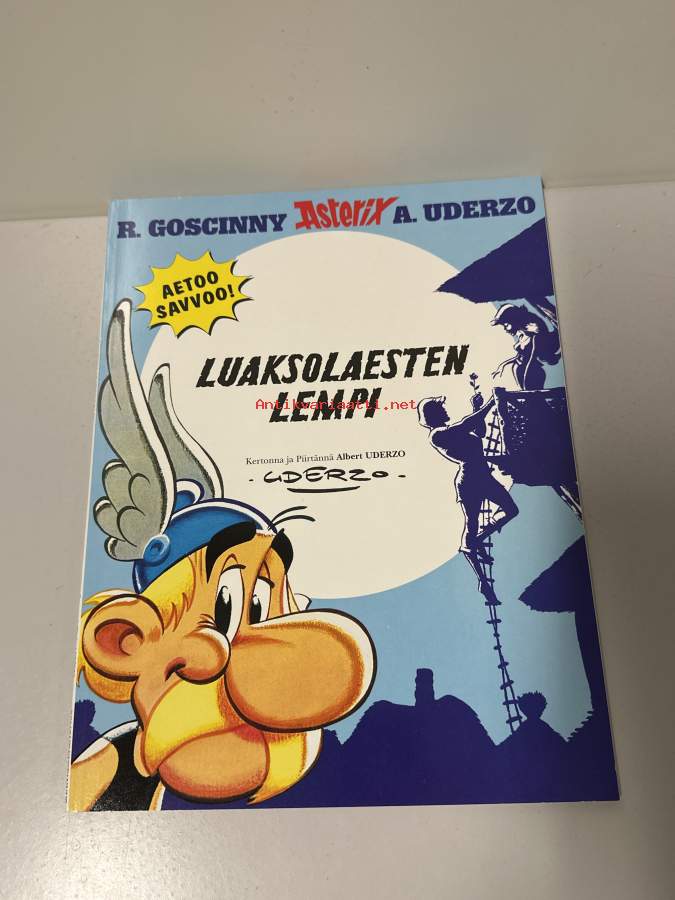 R. GOSCINNY Asterix A. UDERZO
AETOO
SAVVOO!
LUAKSOLAESTEN
LEMPI
Antikvariaatti.net
Kertonna ja Piirtännä Albert UDERZO
·UDERZO·